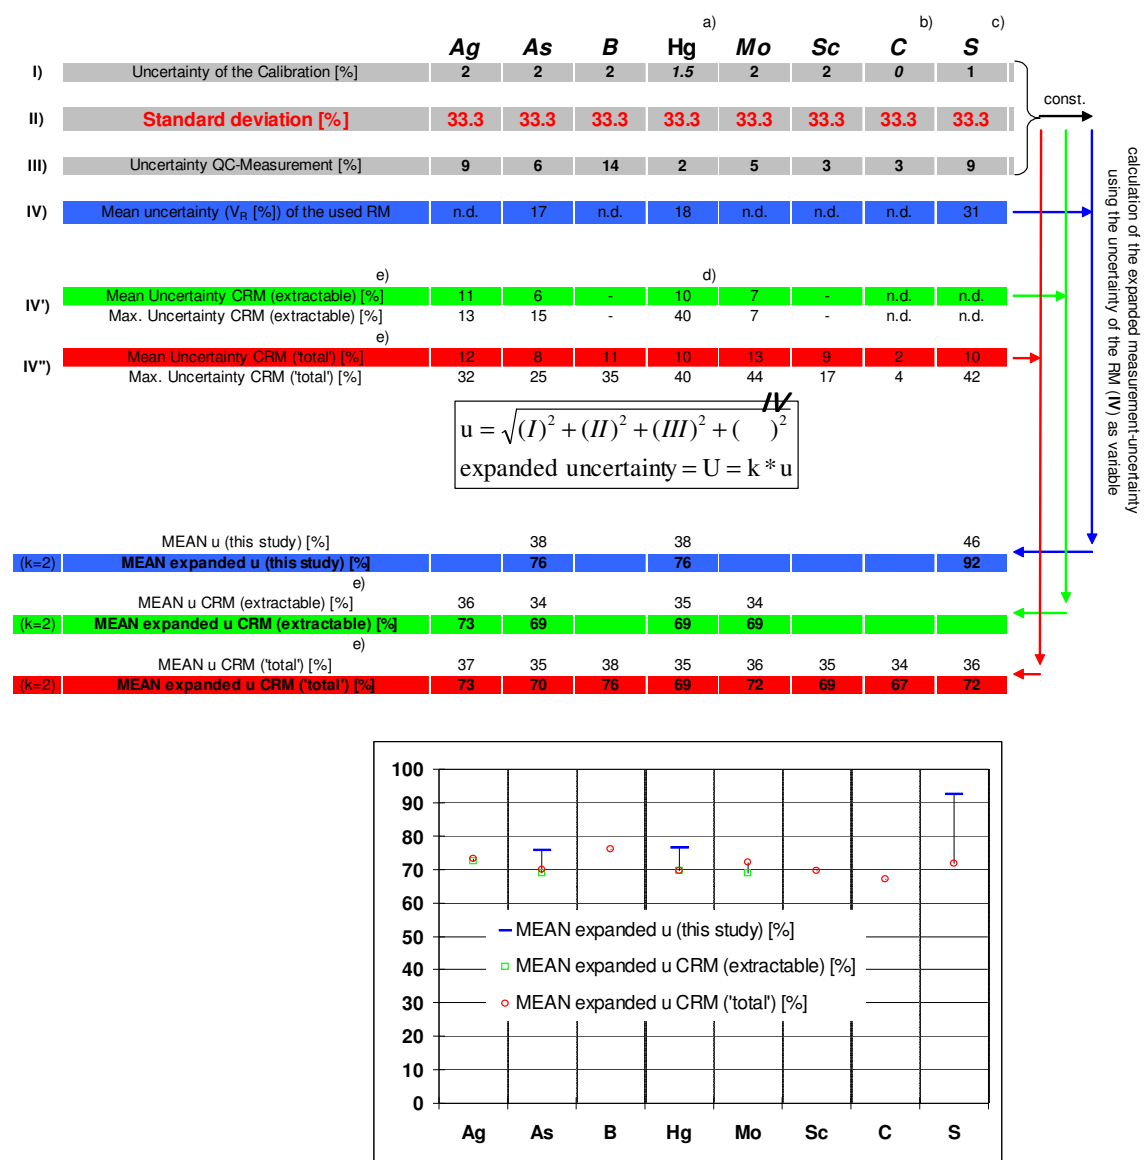 a) b) c)
Ag As B Hg Mo Sc C S
I) Uncertainty of the Calibration [%] 2 2 2 1.5 2 2 0 1
const.
II) Standard deviation [%] 33.3 33.3 33.3 33.3 33.3 33.3 33.3 33.3
III) Uncertainty QC-Measurement [%] 9 6 14 2 5 3 3 9
IV) Mean uncertainty (VR [%]) of the used RM n.d. 17 n.d. 18 n.d. n.d. n.d. 31
calculation of the expanded measurement-uncertainty
using the uncertainty of the RM (IV) as variable
e) d)
IV') Mean Uncertainty CRM (extractable) [%] 11 6 - 10 7 - n.d. n.d.
Max. Uncertainty CRM (extractable) [%] 13 15 - 40 7 - n.d. n.d.
e)
IV") Mean Uncertainty CRM ('total') [%] 12 8 11 10 13 9 2 10
Max. Uncertainty CRM ('total') [%] 32 25 35 40 44 17 4 42
u = √(I)² + (II)² + (III)² + (IV)²
expanded uncertainty = U = k * u
MEAN u (this study) [%] 38 38 46
(k=2) MEAN expanded u (this study) [%] 76 76 92
e)
MEAN u CRM (extractable) [%] 36 34 35 34
(k=2) MEAN expanded u CRM (extractable) [%] 73 69 69 69
e)
MEAN u CRM ('total') [%] 37 35 38 35 36 35 34 36
(k=2) MEAN expanded u CRM ('total') [%] 73 70 76 69 72 69 67 72
100
90
80
70
60
50
40
30
20
10
0
MEAN expanded u (this study) [%]
MEAN expanded u CRM (extractable) [%]
MEAN expanded u CRM ('total') [%]
Ag As B Hg Mo Sc C S